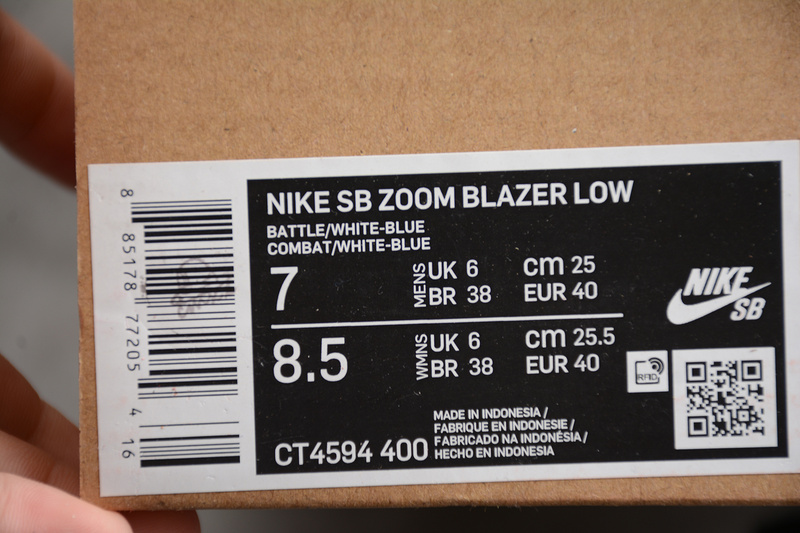 8 85178 77205 4 16
NIKE SB ZOOM BLAZER LOW
BATTLE/WHITE-BLUE
COMBAT/WHITE-BLUE
7 MENS UK 6 cm 25
BR 38 EUR 40
8.5 WMNS UK 6 cm 25.5
BR 38 EUR 40
NIKE
SB
RFID
CT4594 400
MADE IN INDONESIA /
FABRIQUE EN INDONESIE /
FABRICADO NA INDONÉSIA /
HECHO EN INDONESIA